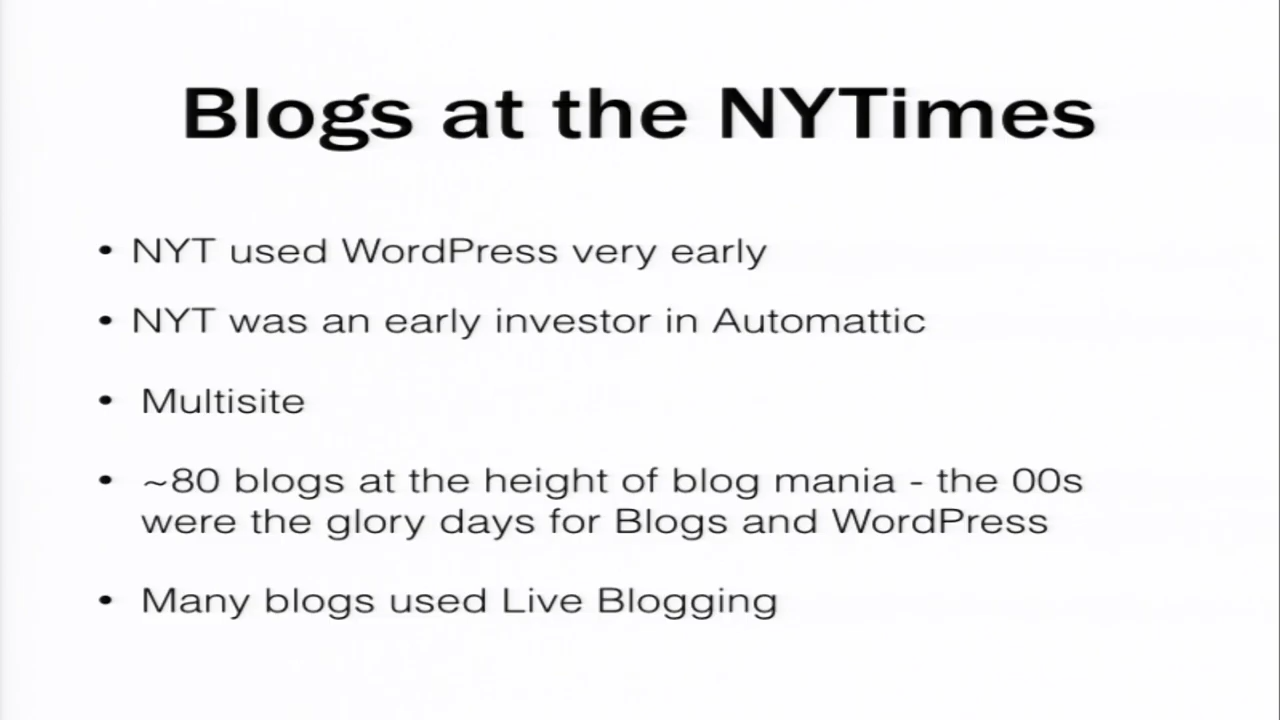 Blogs at the NYTimes
• NYT used WordPress very early
• NYT was an early investor in Automattic
• Multisite
• ~80 blogs at the height of blog mania - the 00s
were the glory days for Blogs and WordPress
• Many blogs used Live Blogging